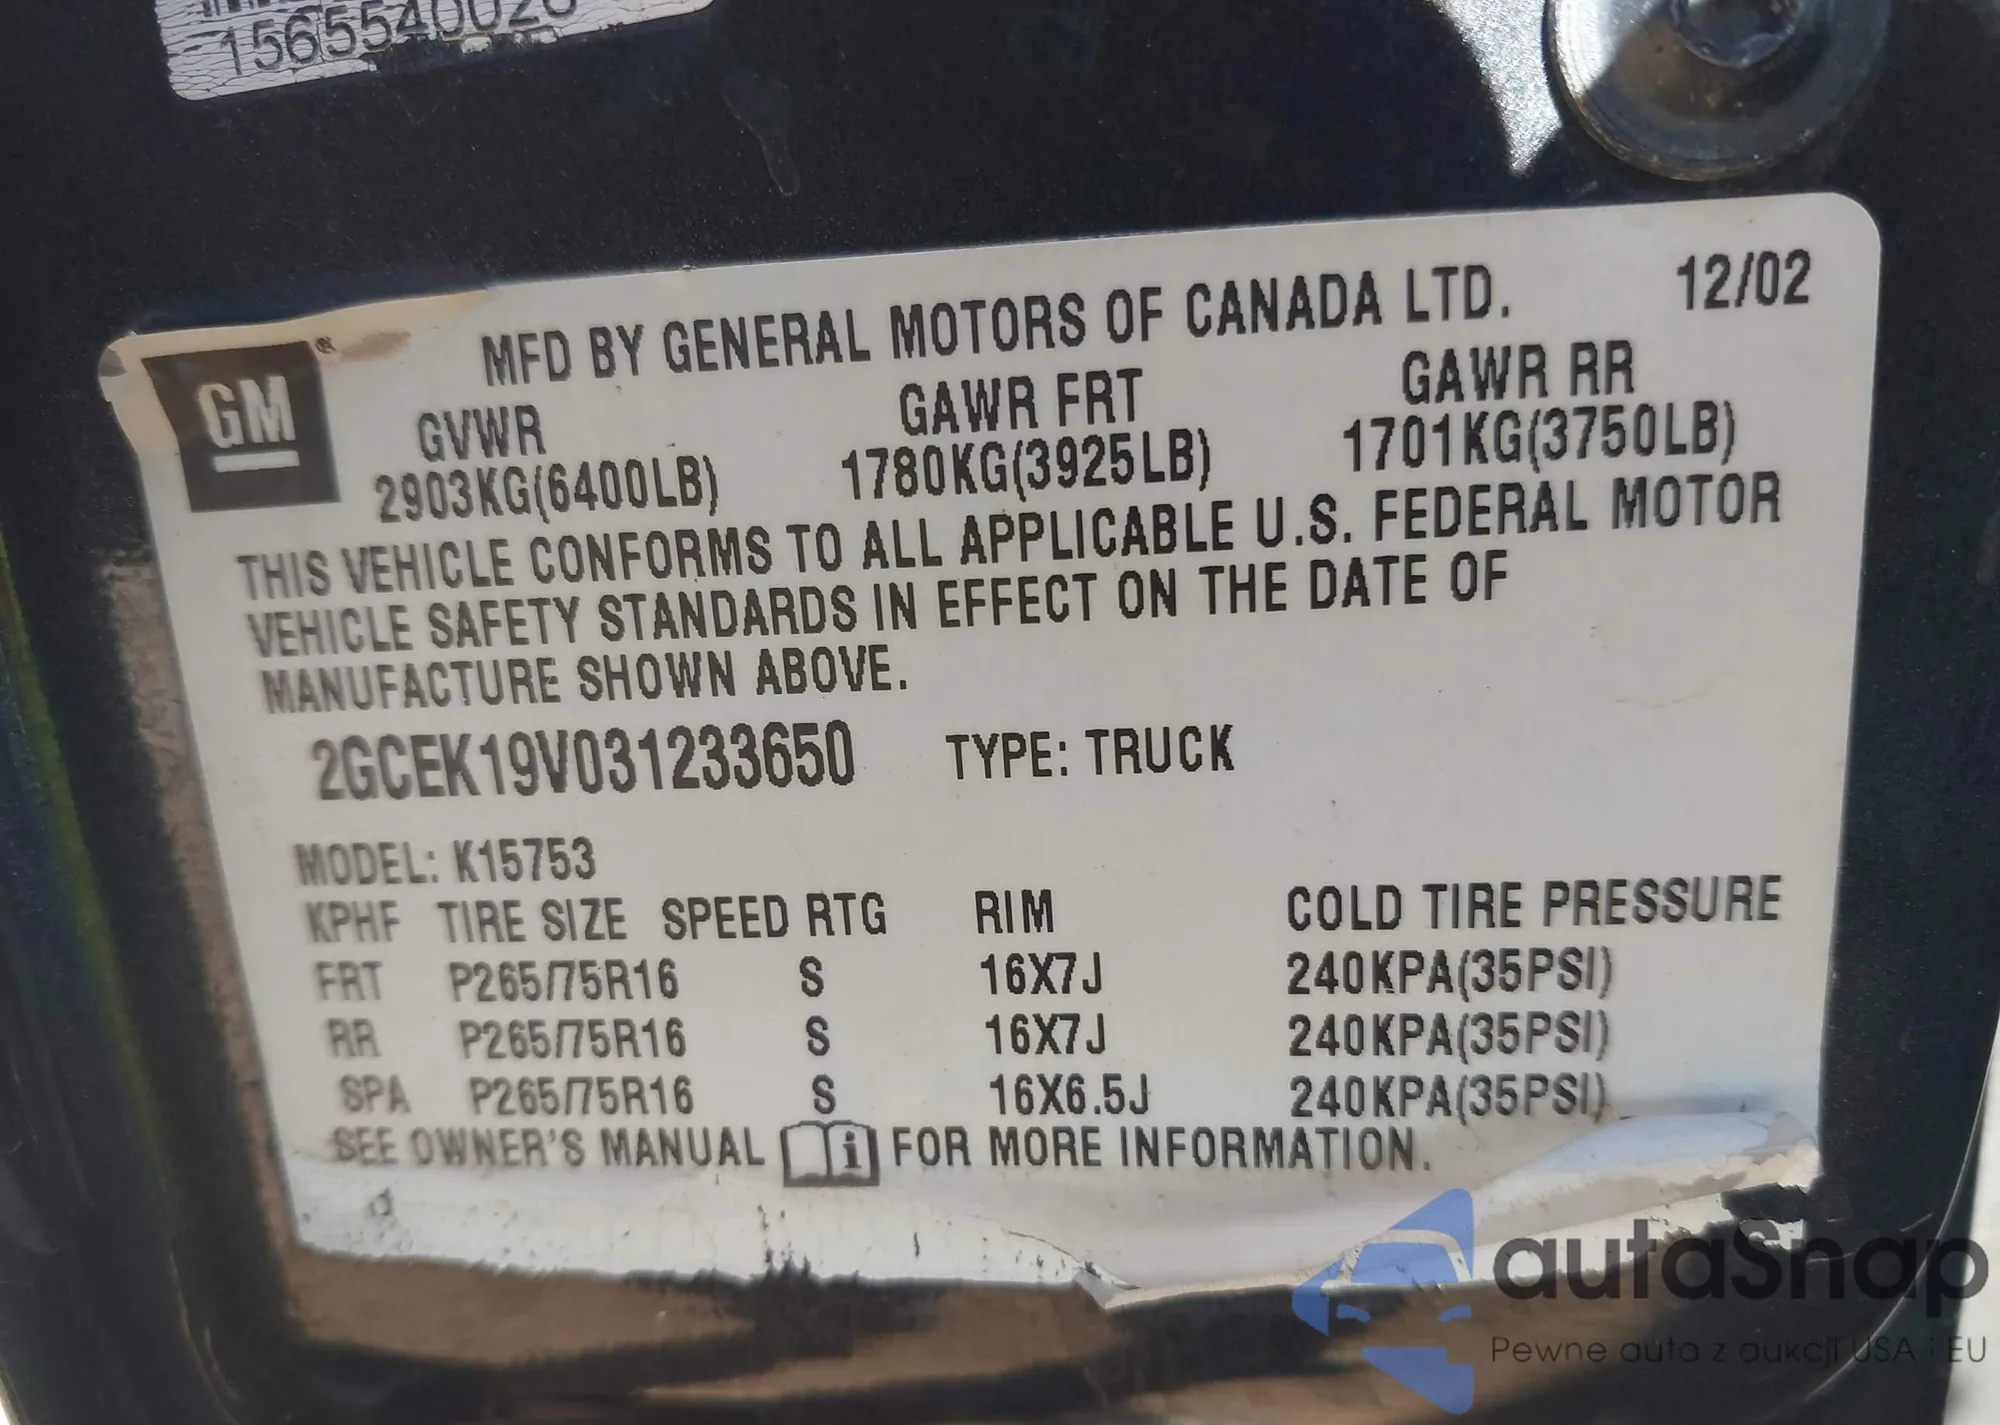 1565540020
MFD BY GENERAL MOTORS OF CANADA LTD. 12/02
GM ®
GVWR GAWR FRT GAWR RR
2903KG(6400LB) 1780KG(3925LB) 1701KG(3750LB)
THIS VEHICLE CONFORMS TO ALL APPLICABLE U.S. FEDERAL MOTOR
VEHICLE SAFETY STANDARDS IN EFFECT ON THE DATE OF
MANUFACTURE SHOWN ABOVE.
2GCEK19V031233650 TYPE: TRUCK
MODEL: K15753
KPHF TIRE SIZE SPEED RTG RIM COLD TIRE PRESSURE
FRT P265/75R16 S 16X7J 240KPA(35PSI)
RR P265/75R16 S 16X7J 240KPA(35PSI)
SPA P265/75R16 S 16X6.5J 240KPA(35PSI)
SEE OWNER'S MANUAL i FOR MORE INFORMATION.
autaSnap
Pewne auta z aukcji USA i EU